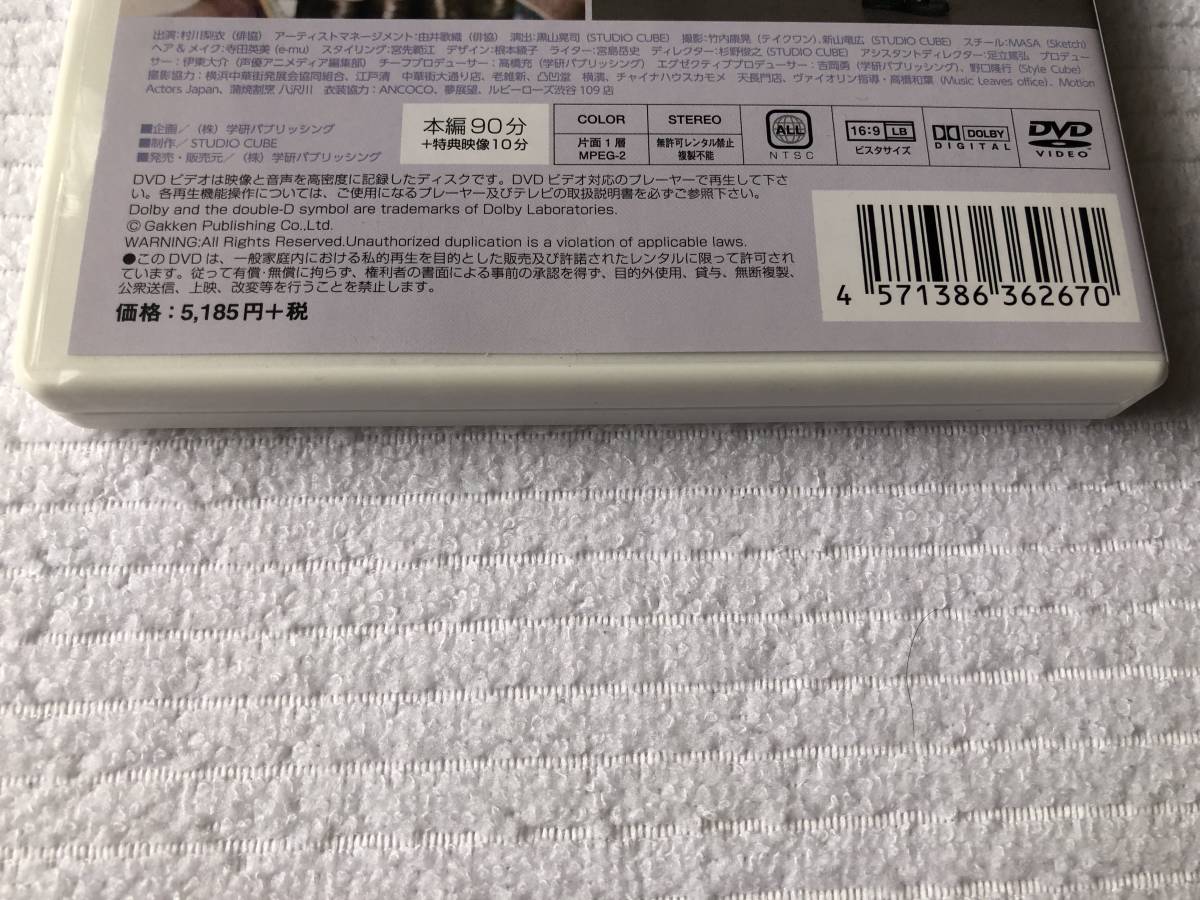 出演：村川梨衣（俳協） アーティストマネージメント：由井歌織（俳協） 演出：黒山晃司（STUDIO CUBE） 撮影：竹内崇晃（テイクワン）、新山竜広（STUDIO CUBE） スチール：MASA（Sketch）
ヘア＆メイク：寺田英美（e-mu） スタイリング：宮先範江 デザイン：根本綾子 ライター：宮島岳史 ディレクター：杉野俊之（STUDIO CUBE） アシスタントディレクター：足立篤弘 プロデュー
サー：伊東大介（声優アニメディア編集部） チーフプロデューサー：髙橋充（学研パブリッシング） エグゼクティブプロデューサー：吉岡勇（学研パブリッシング）、野口隆行（Style Cube）
撮影協力：横浜中華街発展会協同組合、江戸清 中華街大通り店、老維新、凸凹堂 横濱、チャイナハウスカモメ 天長門店、ヴァイオリン指導：髙橋和葉（Music Leaves office）、Motion
Actors Japan、蒲焼割烹 八沢川 衣装協力：ANCOCO、夢展望、ルビーローズ渋谷109店
■企画／（株）学研パブリッシング
■制作／STUDIO CUBE
■発売・販売元／（株）学研パブリッシング
本編90分
＋特典映像10分
COLOR
片面1層
MPEG-2
STEREO
無許可レンタル禁止
複製不能
ALL
NTSC
16:9 LB
ビスタサイズ
DOLBY
DIGITAL
DVD
VIDEO
DVDビデオは映像と音声を高密度に記録したディスクです。DVDビデオ対応のプレーヤーで再生して下さ
い。各再生機能操作については、ご使用になるプレーヤー及びテレビの取扱説明書を必ずご参照下さい。
Dolby and the double-D symbol are trademarks of Dolby Laboratories.
© Gakken Publishing Co.,Ltd.
WARNING:All Rights Reserved.Unauthorized duplication is a violation of applicable laws.
●このDVDは、一般家庭内における私的再生を目的とした販売及び許諾されたレンタルに限って許可され
ています。従って有償・無償に拘らず、権利者の書面による事前の承認を得ず、目的外使用、貸与、無断複製、
公衆送信、上映、改変等を行うことを禁止します。
価格：5,185円＋税
4 571386 362670